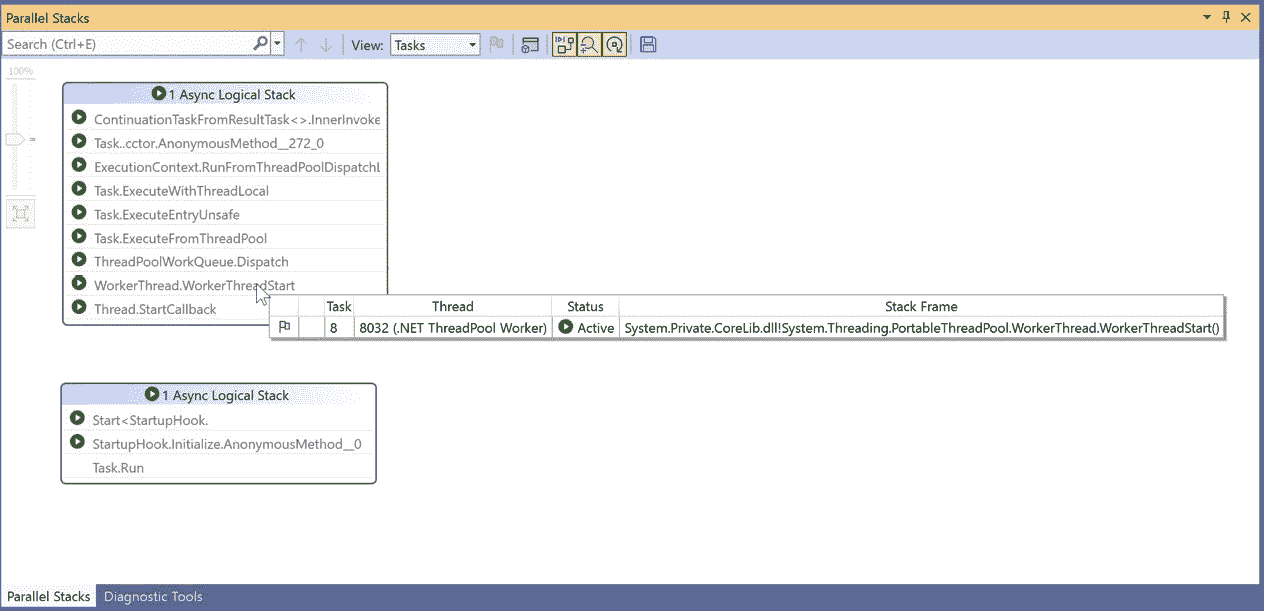 Parallel Stacks
Search (Ctrl+E)
View: Tasks
100%
1 Async Logical Stack
ContinuationTaskFromResultTask<>.InnerInvoke
Task..cctor.AnonymousMethod__272_0
ExecutionContext.RunFromThreadPoolDispatchL
Task.ExecuteWithThreadLocal
Task.ExecuteEntryUnsafe
Task.ExecuteFromThreadPool
ThreadPoolWorkQueue.Dispatch
WorkerThread.WorkerThreadStart
Thread.StartCallback
Task Thread Status Stack Frame
8 8032 (.NET ThreadPool Worker) Active System.Private.CoreLib.dll!System.Threading.PortableThreadPool.WorkerThread.WorkerThreadStart()
1 Async Logical Stack
Start<StartupHook.
StartupHook.Initialize.AnonymousMethod__0
Task.Run
Parallel Stacks Diagnostic Tools